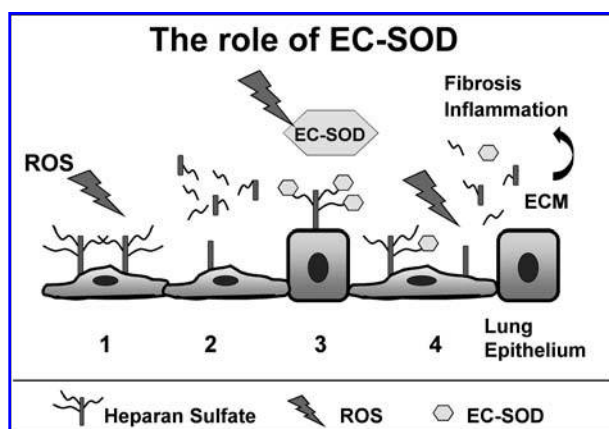 The role of EC-SOD
Fibrosis
Inflammation
EC-SOD
ROS
ECM
1
2
3
4
Lung
Epithelium
Heparan Sulfate
ROS
EC-SOD